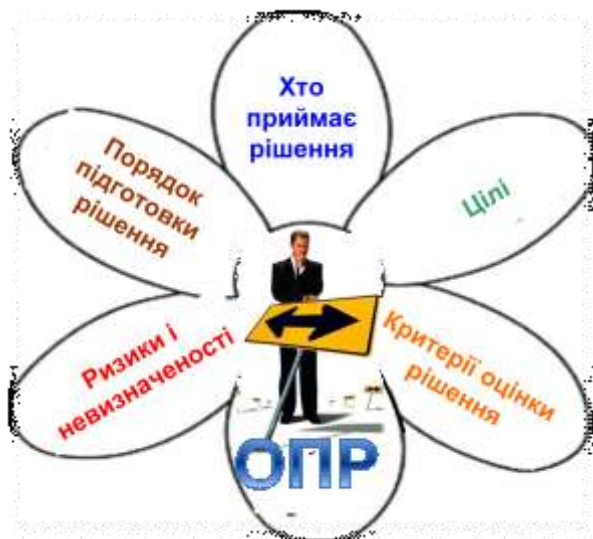 Хто
приймає
рішення
Цілі
Критерії оцінки
рішення
ОПР
Ризики і
невизначеності
Порядок
підготовки
рішення